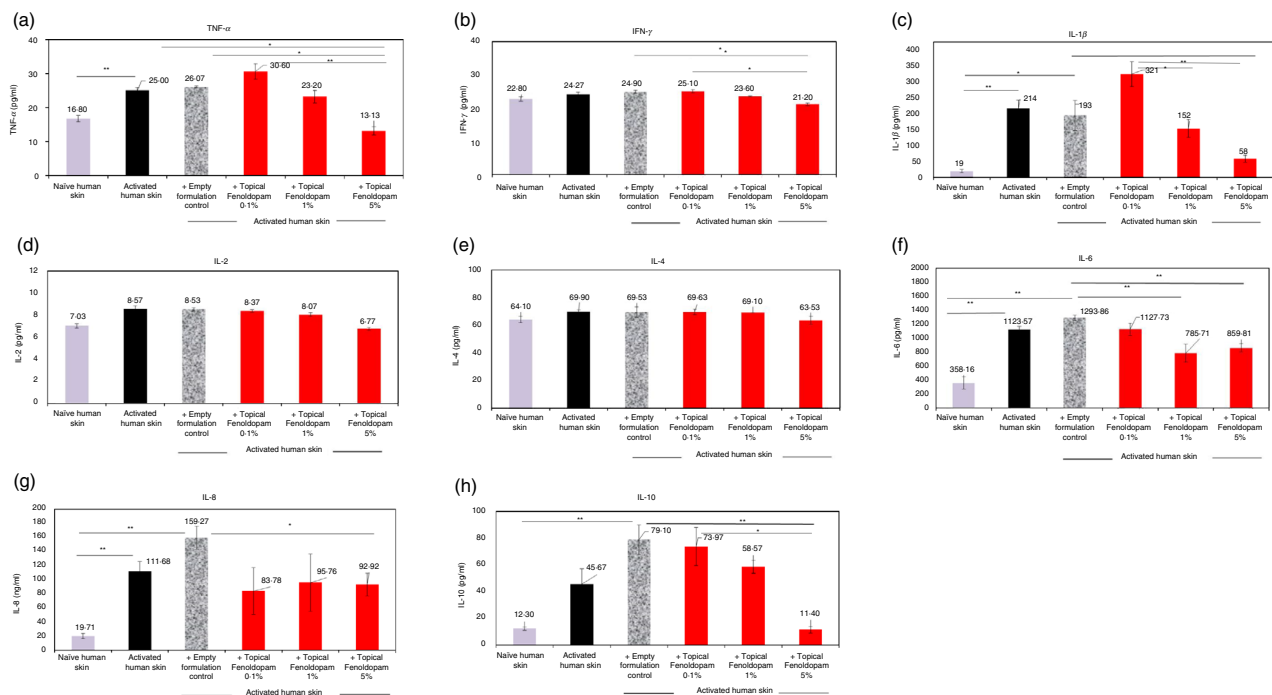 (a)
TNF-α
TNF-α (pg/ml)
40
30
20
10
0
16·80
25·00
26·07
30·60
23·20
13·13
**
*
*
**
Naïve human skin
Activated human skin
+ Empty formulation control
+ Topical Fenoldopam 0·1%
+ Topical Fenoldopam 1%
+ Topical Fenoldopam 5%
Activated human skin
(b)
IFN-γ
IFN-γ (pg/ml)
40
30
20
10
0
22·80
24·27
24·90
25·10
23·60
21·20
*
*
*
Naïve human skin
Activated human skin
+ Empty formulation control
+ Topical Fenoldopam 0·1%
+ Topical Fenoldopam 1%
+ Topical Fenoldopam 5%
Activated human skin
(c)
IL-1β
IL-1β (pg/ml)
400
350
300
250
200
150
100
50
0
19
214
193
321
152
58
*
**
**
*
Naïve human skin
Activated human skin
+ Empty formulation control
+ Topical Fenoldopam 0·1%
+ Topical Fenoldopam 1%
+ Topical Fenoldopam 5%
Activated human skin
(d)
IL-2
IL-2 (pg/ml)
12
10
8
6
4
2
0
7·03
8·57
8·53
8·37
8·07
6·77
Naïve human skin
Activated human skin
+ Empty formulation control
+ Topical Fenoldopam 0·1%
+ Topical Fenoldopam 1%
+ Topical Fenoldopam 5%
Activated human skin
(e)
IL-4
IL-4 (pg/ml)
100
80
60
40
20
0
64·10
69·90
69·53
69·63
69·10
63·53
Naïve human skin
Activated human skin
+ Empty formulation control
+ Topical Fenoldopam 0·1%
+ Topical Fenoldopam 1%
+ Topical Fenoldopam 5%
Activated human skin
(f)
IL-6
IL-6 (pg/ml)
2000
1800
1600
1400
1200
1000
800
600
400
200
0
358·16
1123·57
1293·86
1127·73
785·71
859·81
**
**
**
**
Naïve human skin
Activated human skin
+ Empty formulation control
+ Topical Fenoldopam 0·1%
+ Topical Fenoldopam 1%
+ Topical Fenoldopam 5%
Activated human skin
(g)
IL-8
IL-8 (ng/ml)
200
180
160
140
120
100
80
60
40
20
0
19·71
111·68
159·27
83·78
95·76
92·92
**
**
*
Naïve human skin
Activated human skin
+ Empty formulation control
+ Topical Fenoldopam 0·1%
+ Topical Fenoldopam 1%
+ Topical Fenoldopam 5%
Activated human skin
(h)
IL-10
IL-10 (pg/ml)
100
80
60
40
20
0
12·30
45·67
79·10
73·97
58·57
11·40
**
**
*
Naïve human skin
Activated human skin
+ Empty formulation control
+ Topical Fenoldopam 0·1%
+ Topical Fenoldopam 1%
+ Topical Fenoldopam 5%
Activated human skin